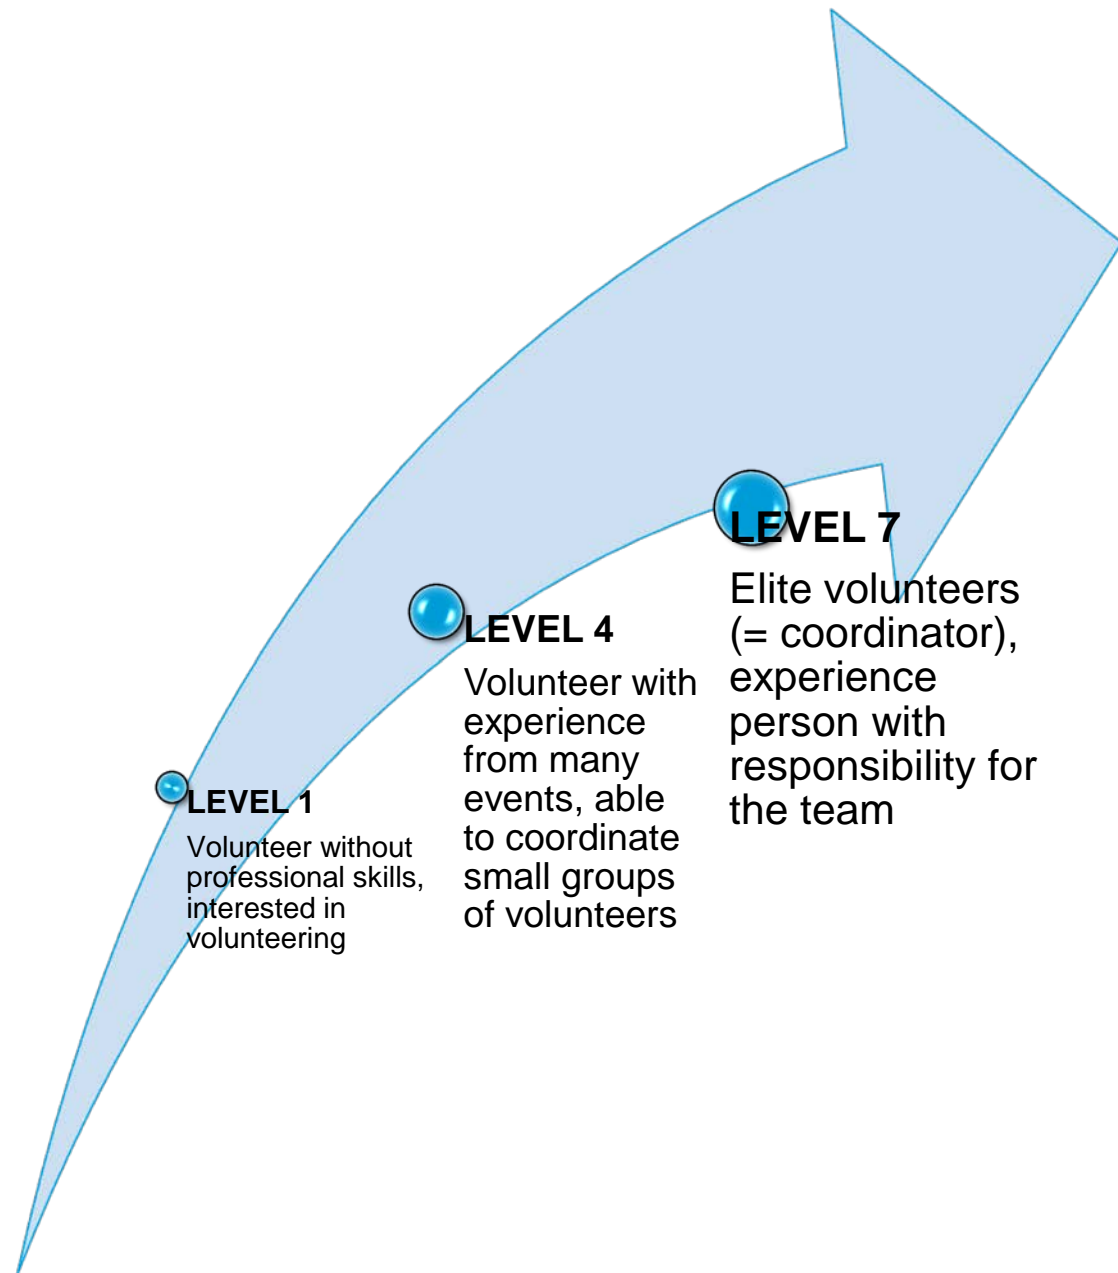 LEVEL 1
Volunteer without
professional skills,
interested in
volunteering
LEVEL 4
Volunteer with
experience
from many
events, able
to coordinate
small groups
of volunteers
LEVEL 7
Elite volunteers
(= coordinator),
experience
person with
responsibility for
the team